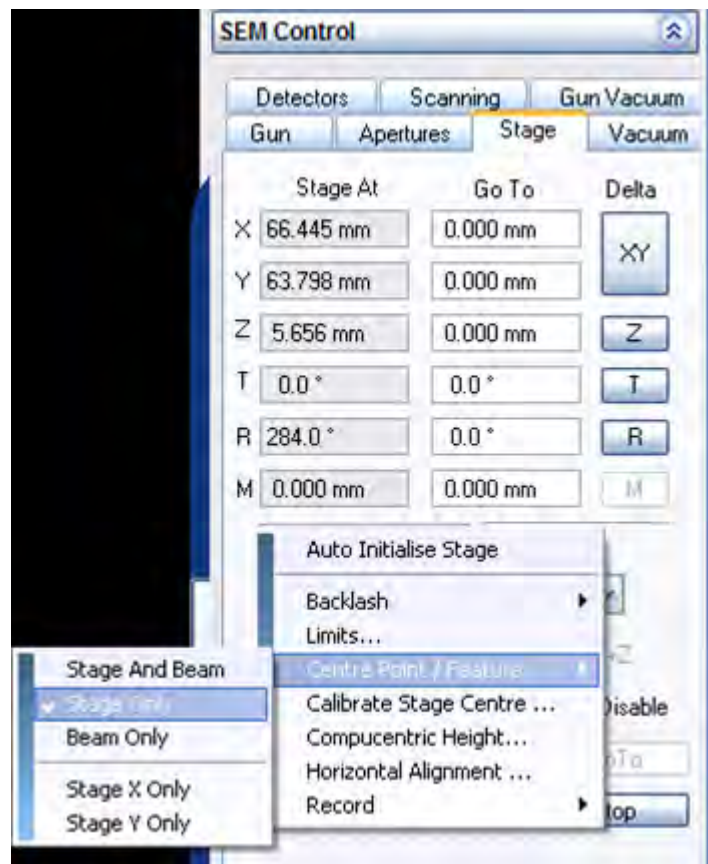 SEM Control
Detectors Scanning Gun Vacuum
Gun Apertures Stage Vacuum
Stage At Go To Delta
X 66.445 mm 0.000 mm XY
Y 63.798 mm 0.000 mm
Z 5.656 mm 0.000 mm Z
T 0.0 ° 0.0 ° T
R 284.0 ° 0.0 ° R
M 0.000 mm 0.000 mm M
Auto Initialise Stage
Backlash
Limits...
Centre Point / Feature
Calibrate Stage Centre ...
Compucentric Height...
Horizontal Alignment ...
Record
Stage And Beam
Stage Only
Beam Only
Stage X Only
Stage Y Only